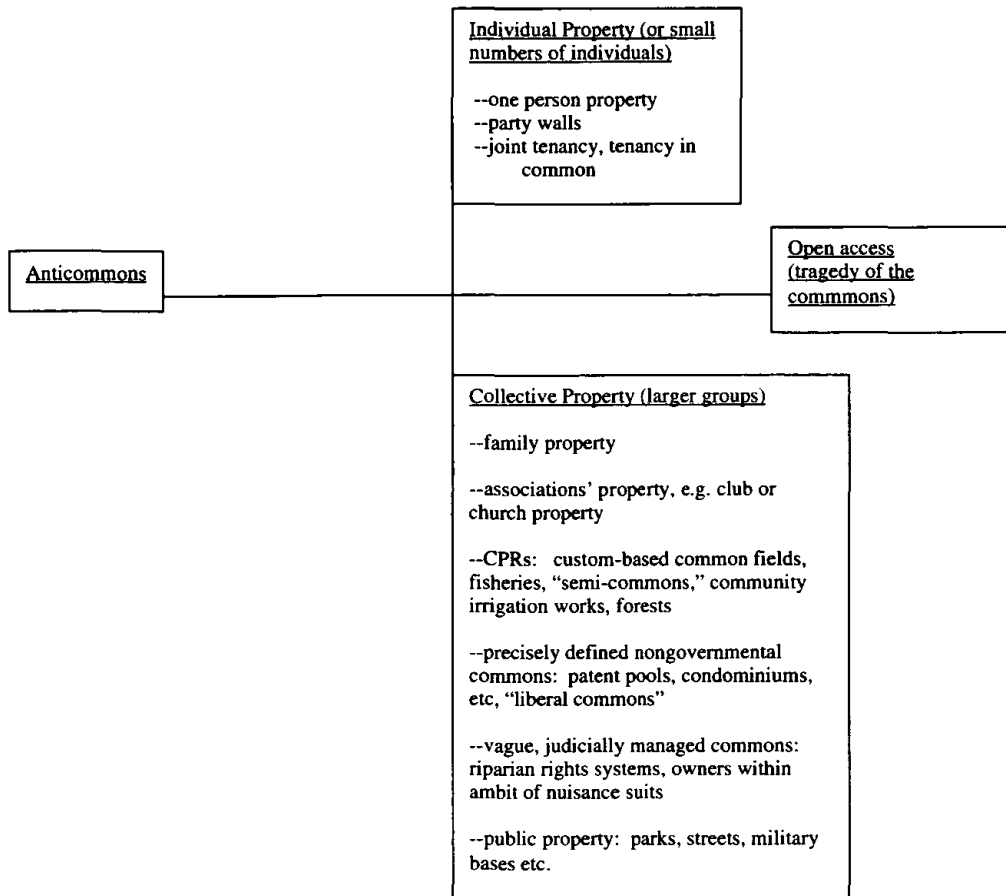 Individual Property (or small
numbers of individuals)
--one person property
--party walls
--joint tenancy, tenancy in
common
Anticommons
Open access
(tragedy of the
commmons)
Collective Property (larger groups)
--family property
--associations' property, e.g. club or
church property
--CPRs: custom-based common fields,
fisheries, “semi-commons,” community
irrigation works, forests
--precisely defined nongovernmental
commons: patent pools, condominiums,
etc, “liberal commons”
--vague, judicially managed commons:
riparian rights systems, owners within
ambit of nuisance suits
--public property: parks, streets, military
bases etc.